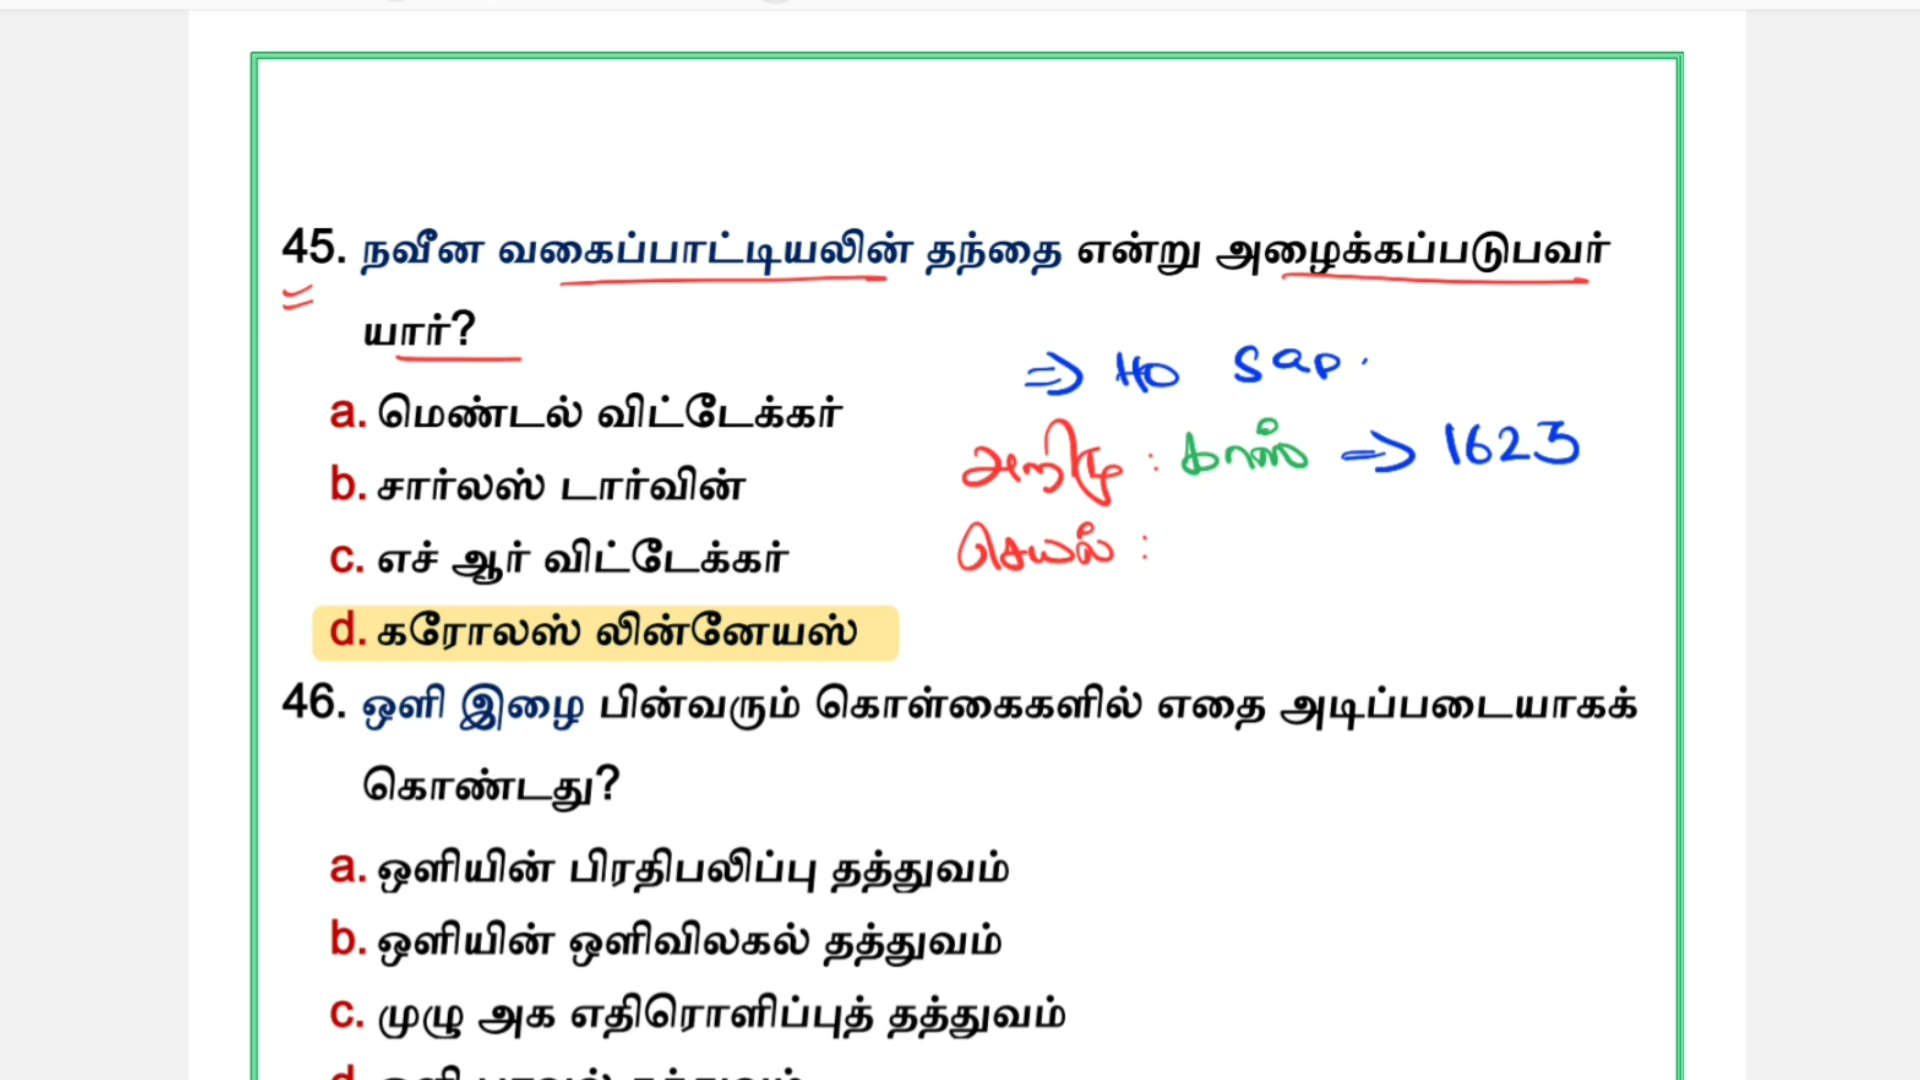 45. நவீன வகைப்பாட்டியலின் தந்தை என்று அழைக்கப்படுபவர்
யார்?
⇒ Ho Sap.
a. மெண்டல் விட்டேக்கர்
அறிமு : காஸ் ⇒ 1623
b. சார்லஸ் டார்வின்
செயல் :
c. எச் ஆர் விட்டேக்கர்
d. கரோலஸ் லின்னேயஸ்
46. ஒளி இழை பின்வரும் கொள்கைகளில் எதை அடிப்படையாகக்
கொண்டது?
a. ஒளியின் பிரதிபலிப்பு தத்துவம்
b. ஒளியின் ஒளிவிலகல் தத்துவம்
c. முழு அக எதிரொளிப்புத் தத்துவம்